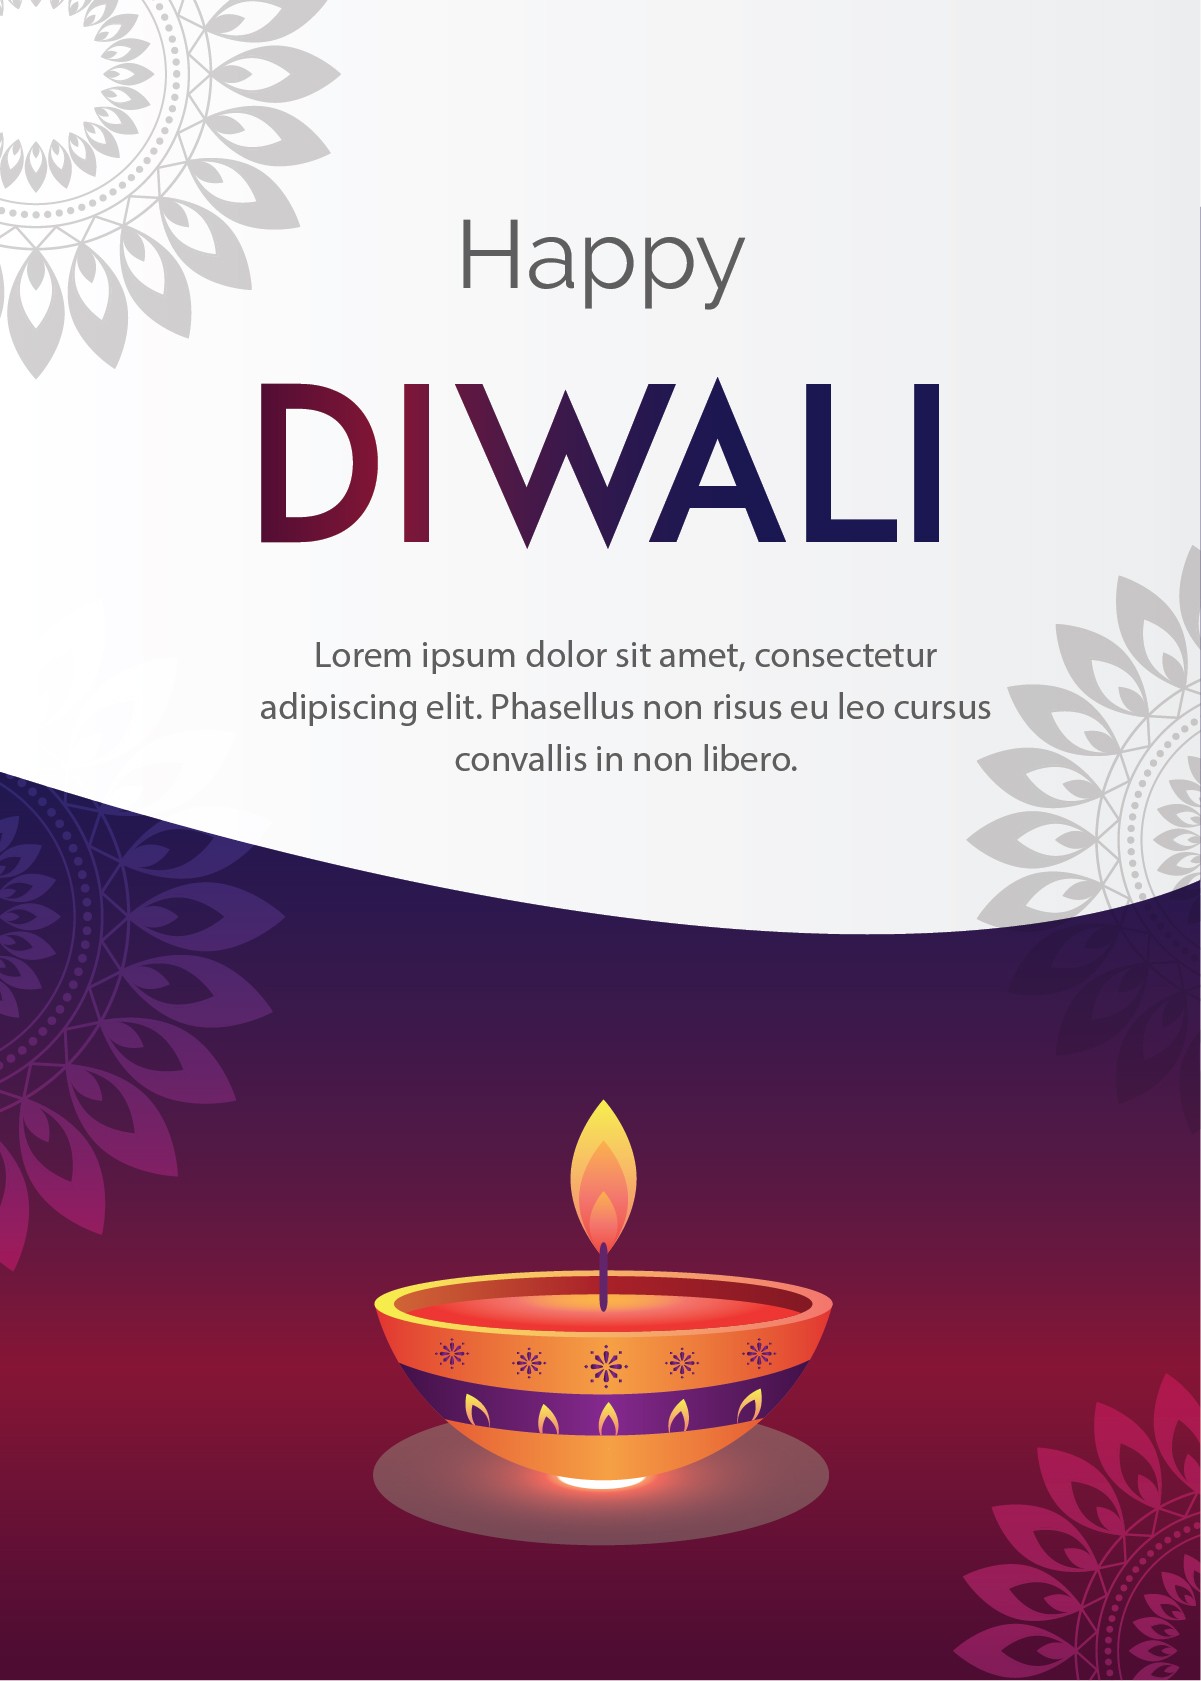 Happy
DIWALI
Lorem ipsum dolor sit amet, consectetur
adipiscing elit. Phasellus non risus eu leo cursus
convallis in non libero.